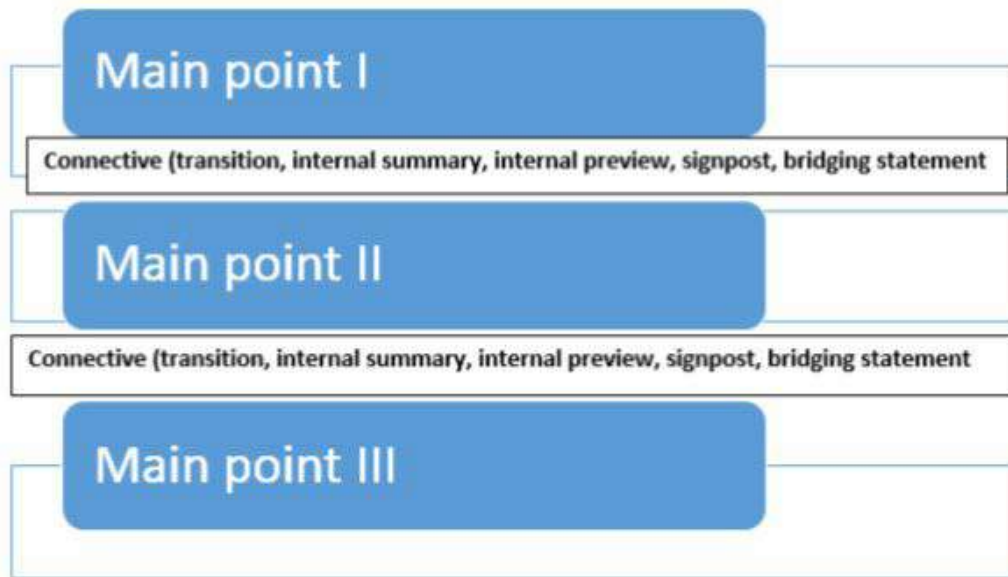 Main point I
Connective (transition, internal summary, internal preview, signpost, bridging statement
Main point II
Connective (transition, internal summary, internal preview, signpost, bridging statement
Main point III